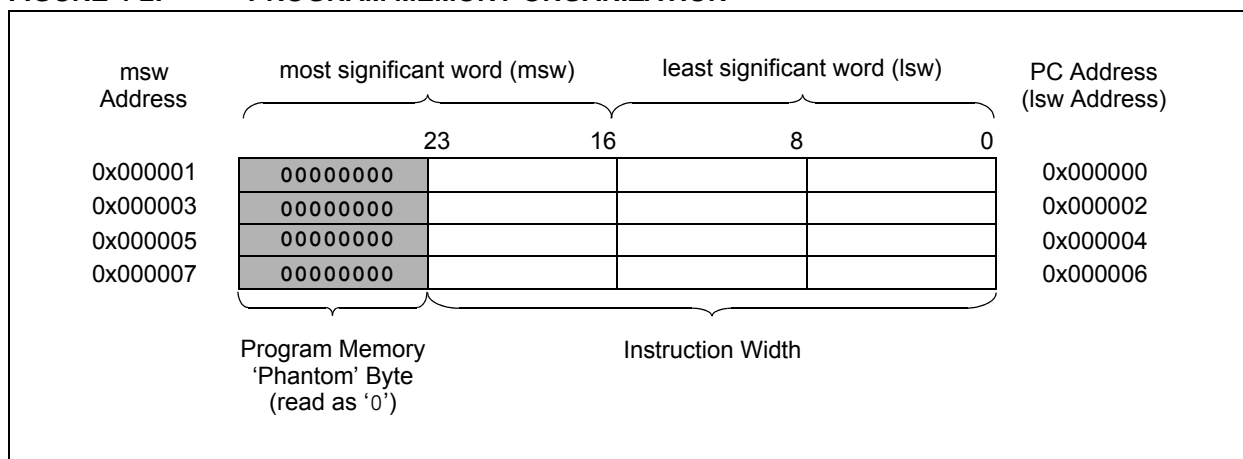 msw
Address
most significant word (msw)
least significant word (lsw)
PC Address
(lsw Address)
23 16 8 0
0x000001 00000000 0x000000
0x000003 00000000 0x000002
0x000005 00000000 0x000004
0x000007 00000000 0x000006
Program Memory
‘Phantom’ Byte
(read as ‘0’)
Instruction Width